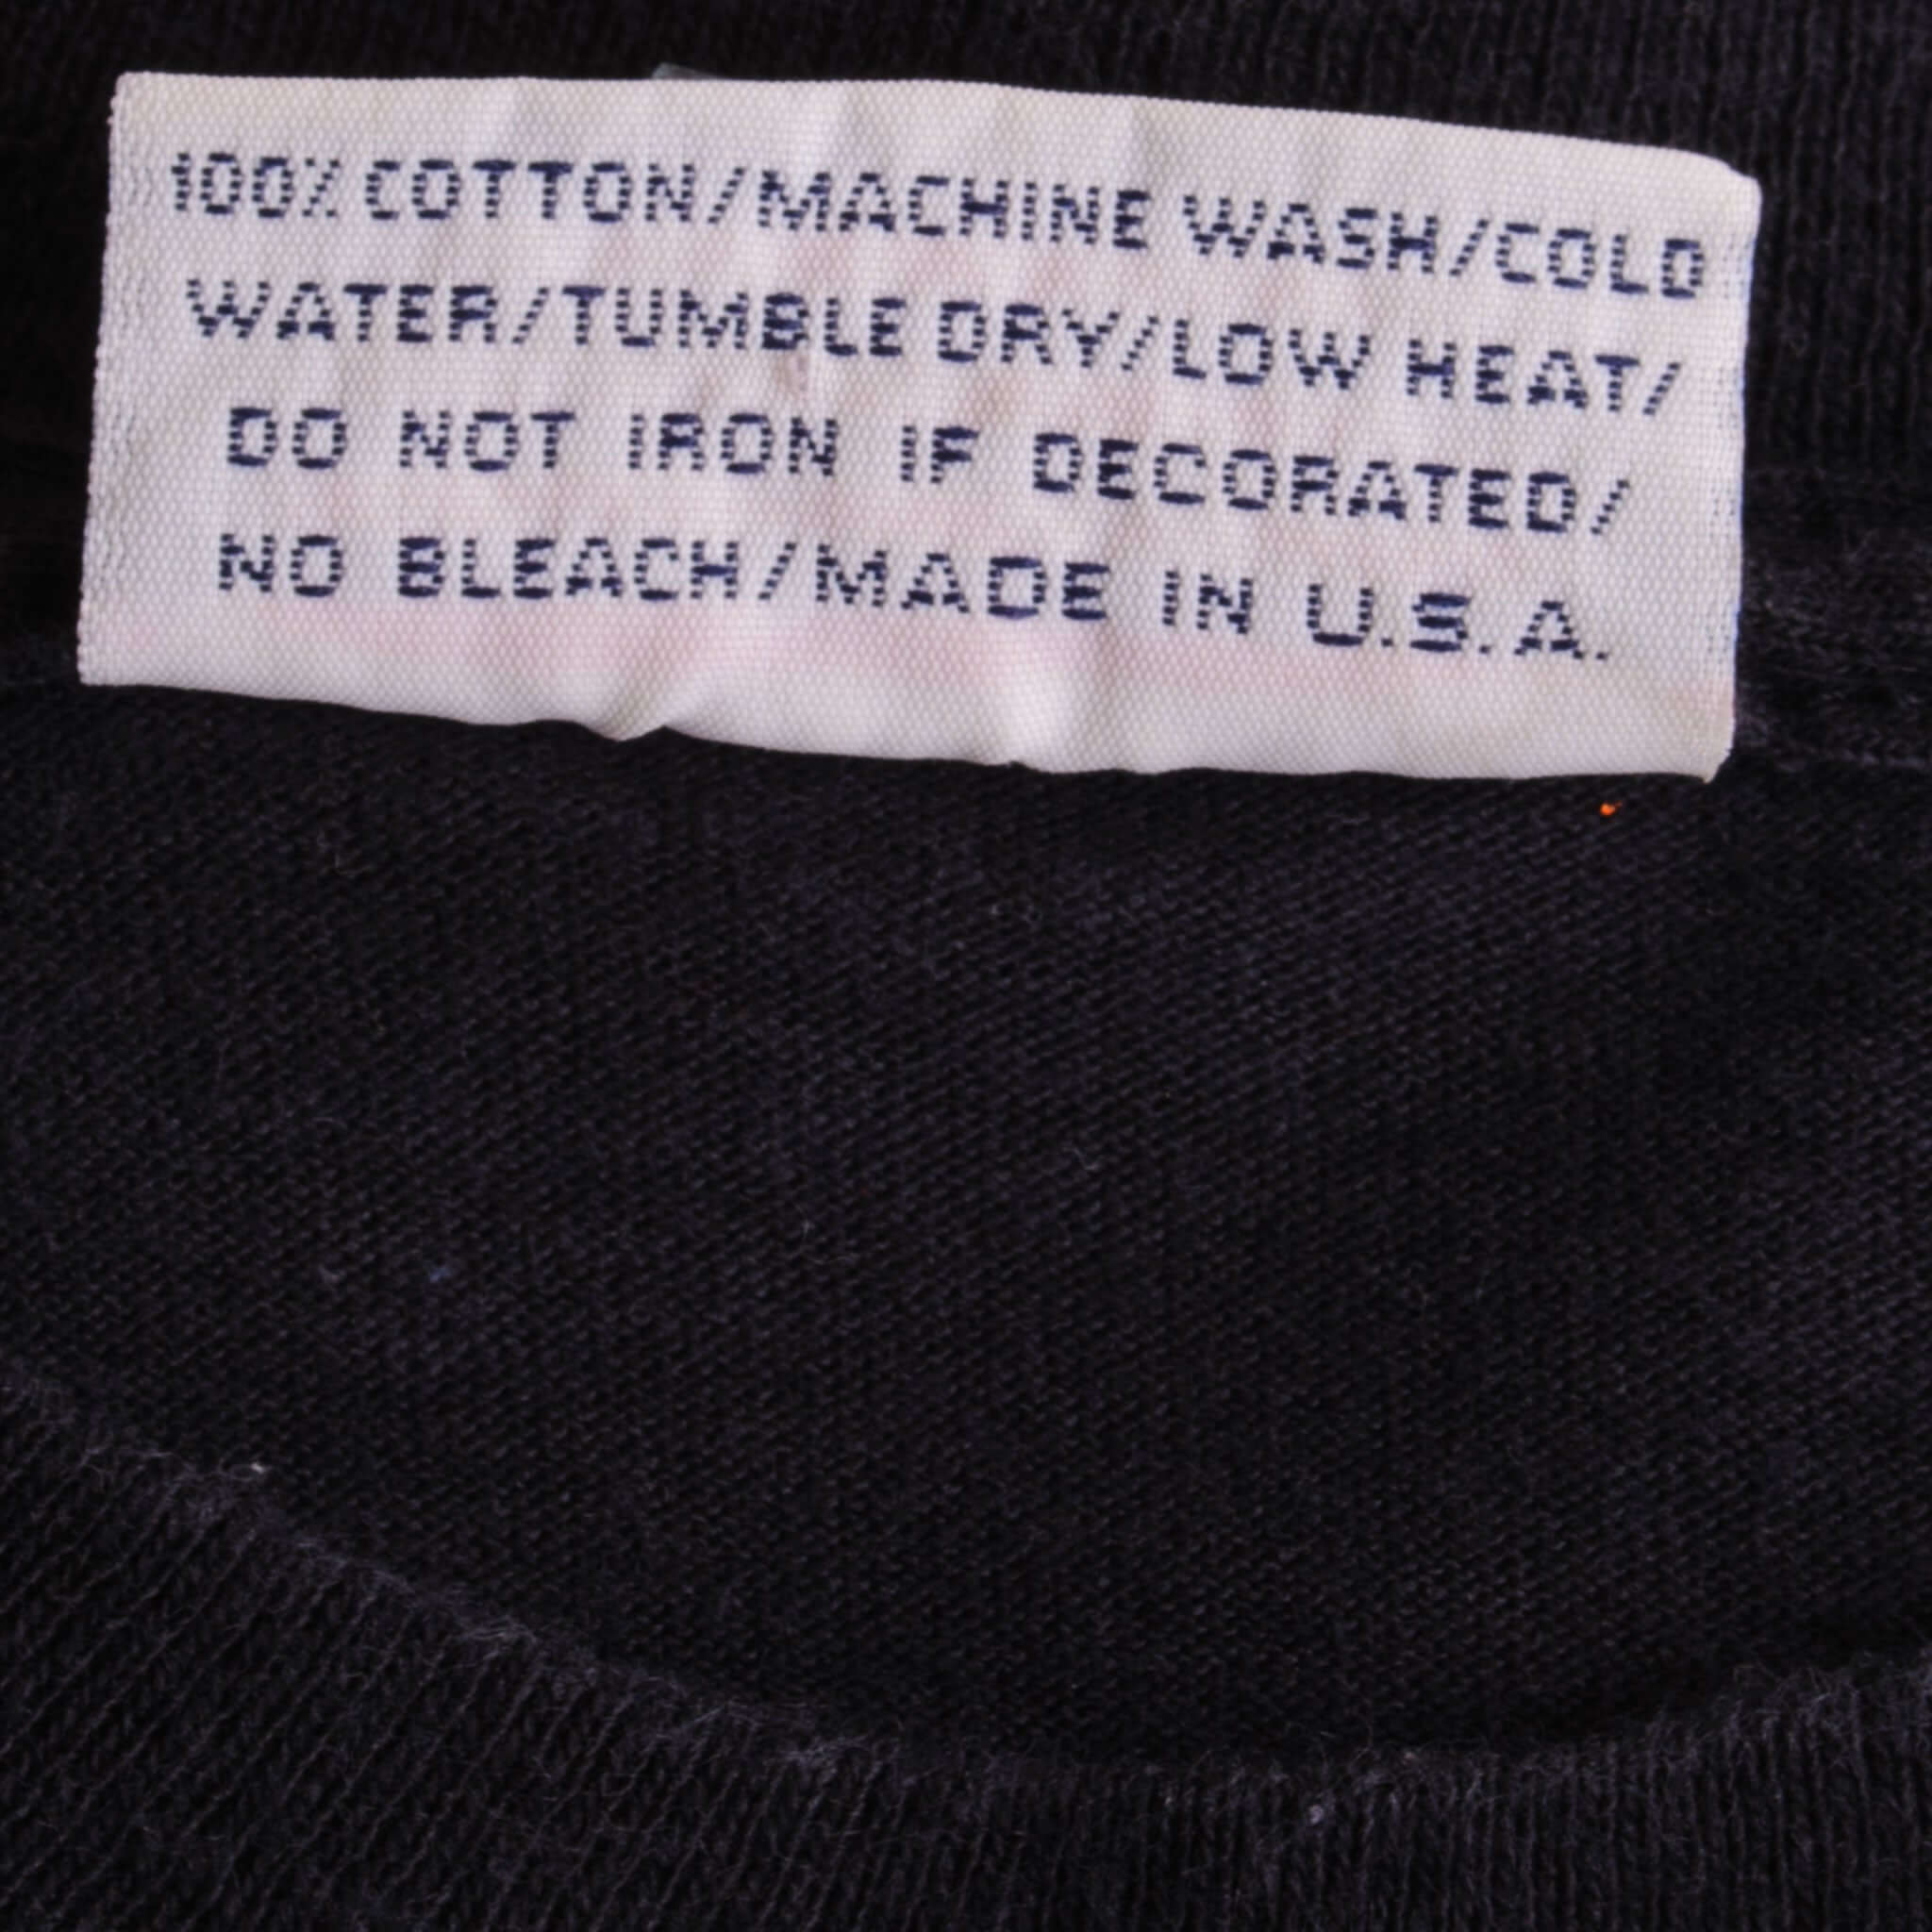 100% COTTON/MACHINE WASH/COLD
WATER/TUMBLE DRY/LOW HEAT/
DO NOT IRON IF DECORATED/
NO BLEACH/MADE IN U.S.A.